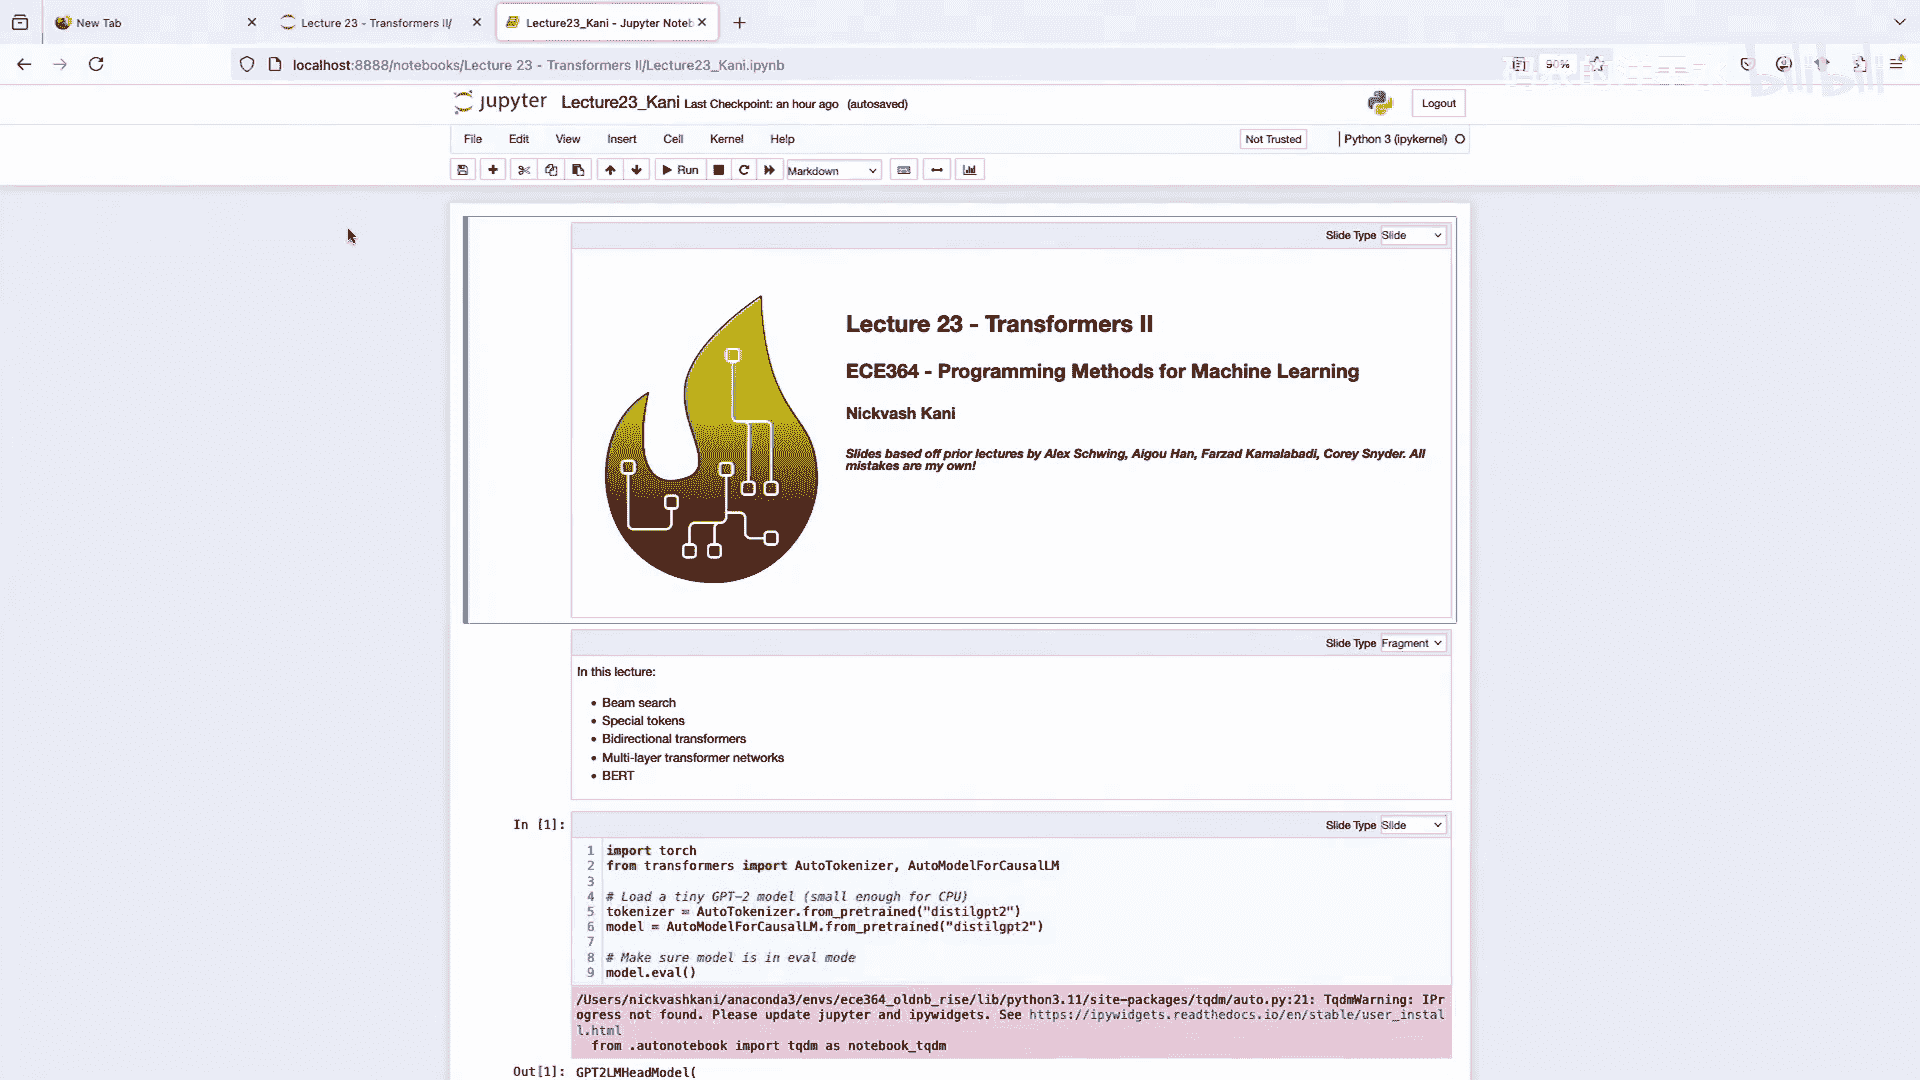 New Tab
Lecture 23 - Transformers II/
Lecture23_Kani - Jupyter Noteb
localhost:8888/notebooks/Lecture 23 - Transformers II/Lecture23_Kani.ipynb
90%
jupyter Lecture23_Kani Last Checkpoint: an hour ago (autosaved)
Logout
File Edit View Insert Cell Kernel Help
Not Trusted
Python 3 (ipykernel)
Run
Markdown
Slide Type Slide
Lecture 23 - Transformers II
ECE364 - Programming Methods for Machine Learning
Nickvash Kani
Slides based off prior lectures by Alex Schwing, Aigou Han, Farzad Kamalabadi, Corey Snyder. All
mistakes are my own!
Slide Type Fragment
In this lecture:
• Beam search
• Special tokens
• Bidirectional transformers
• Multi-layer transformer networks
• BERT
In [1]:
Slide Type Slide
1 import torch
2 from transformers import AutoTokenizer, AutoModelForCausalLM
3
4 # Load a tiny GPT-2 model (small enough for CPU)
5 tokenizer = AutoTokenizer.from_pretrained("distilgpt2")
6 model = AutoModelForCausalLM.from_pretrained("distilgpt2")
7
8 # Make sure model is in eval mode
9 model.eval()
/Users/nickvashkani/anaconda3/envs/ece364_oldnb_rise/lib/python3.11/site-packages/tqdm/auto.py:21: TqdmWarning: IPr
ogress not found. Please update jupyter and ipywidgets. See https://ipywidgets.readthedocs.io/en/stable/user_instal
l.html
from .autonotebook import tqdm as notebook_tqdm
Out[1]: GPT2LMHeadModel(